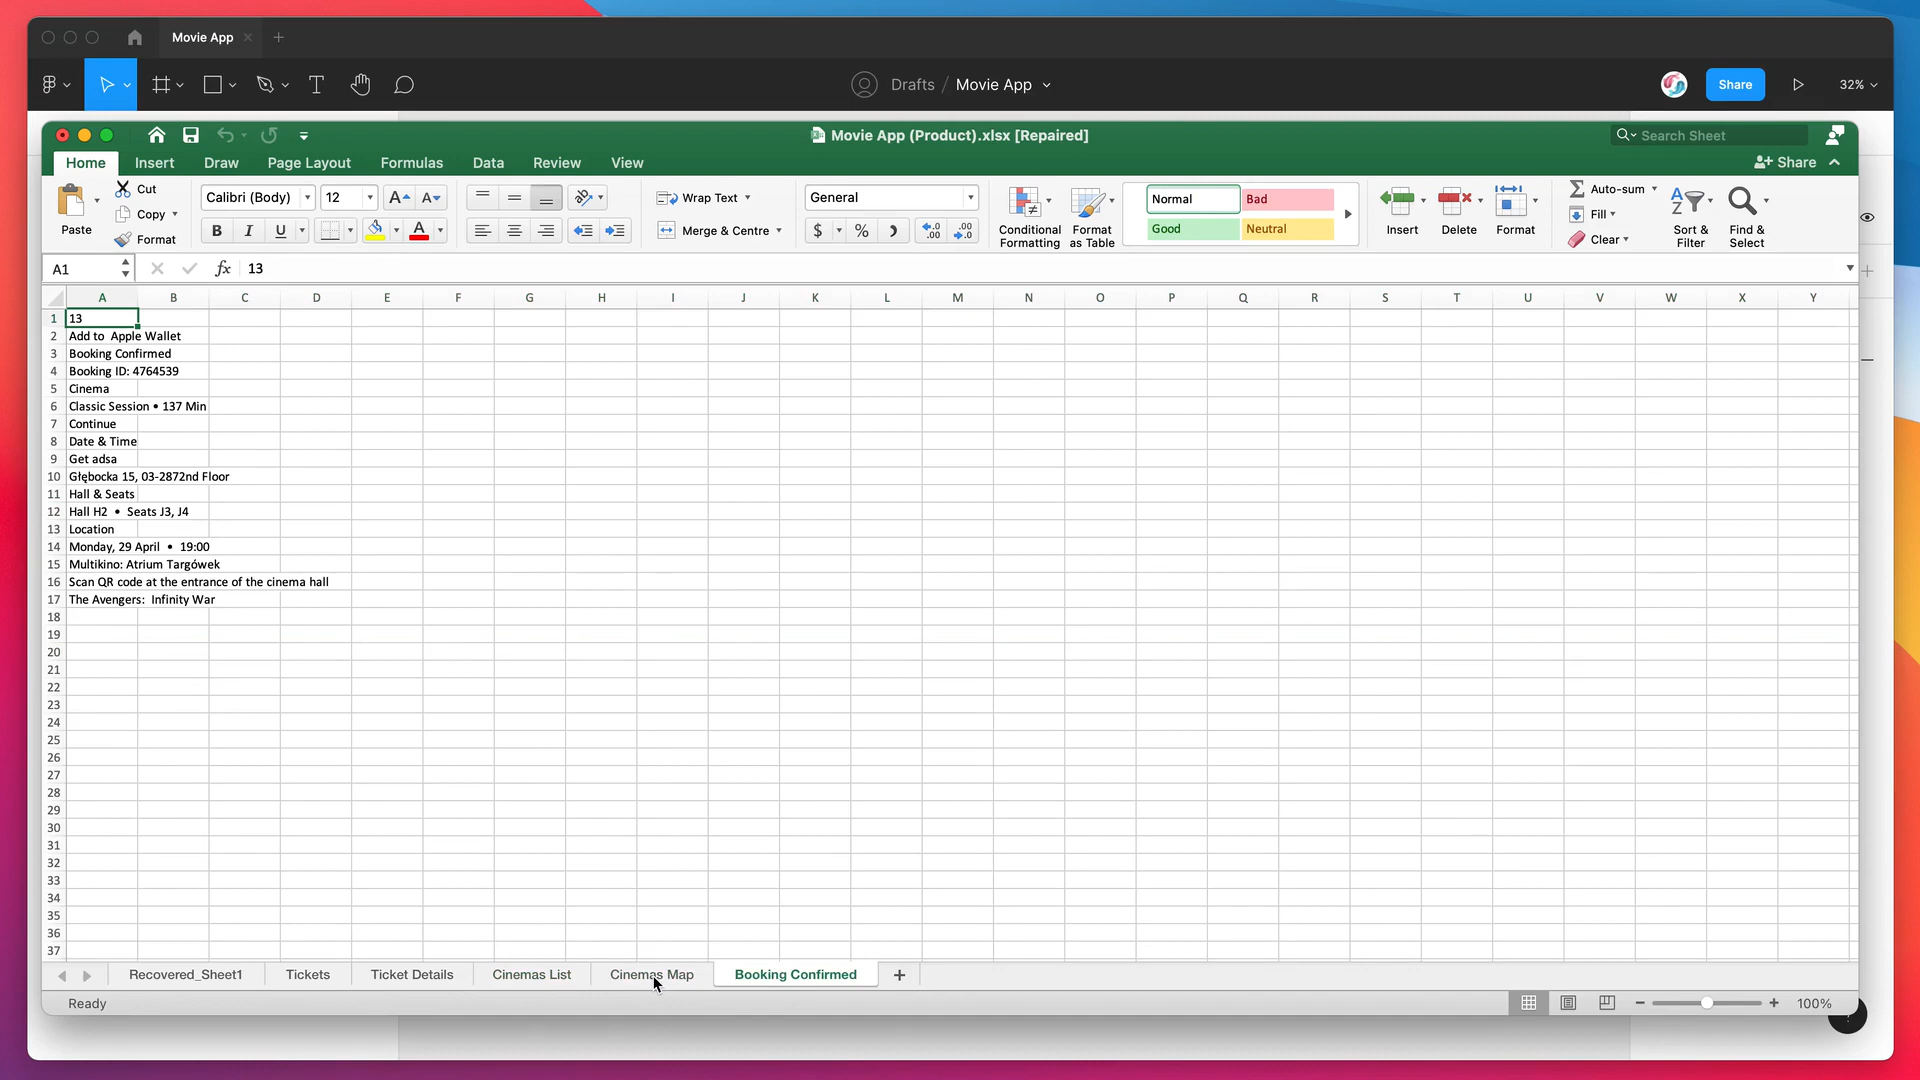 Movie App
Drafts / Movie App
Share
32%
Movie App (Product).xlsx [Repaired]
Search Sheet
Home Insert Draw Page Layout Formulas Data Review View
Share
Paste
Cut
Copy
Format
Calibri (Body)
12
B I U
Wrap Text
Merge & Centre
General
$ %
Conditional Formatting
Format as Table
Normal
Bad
Good
Neutral
Insert
Delete
Format
Auto-sum
Fill
Clear
Sort & Filter
Find & Select
A1
fx 13
A B C D E F G H I J K L M N O P Q R S T U V W X Y
1 13
2 Add to  Apple Wallet
3 Booking Confirmed
4 Booking ID: 4764539
5 Cinema
6 Classic Session • 137 Min
7 Continue
8 Date & Time
9 Get adsa
10 Głębocka 15, 03-2872nd Floor
11 Hall & Seats
12 Hall H2  •  Seats J3, J4
13 Location
14 Monday, 29 April  •  19:00
15 Multikino: Atrium Targówek
16 Scan QR code at the entrance of the cinema hall
17 The Avengers:  Infinity War
18
19
20
21
22
23
24
25
26
27
28
29
30
31
32
33
34
35
36
37
Recovered_Sheet1 Tickets Ticket Details Cinemas List Cinemas Map Booking Confirmed
Ready
100%